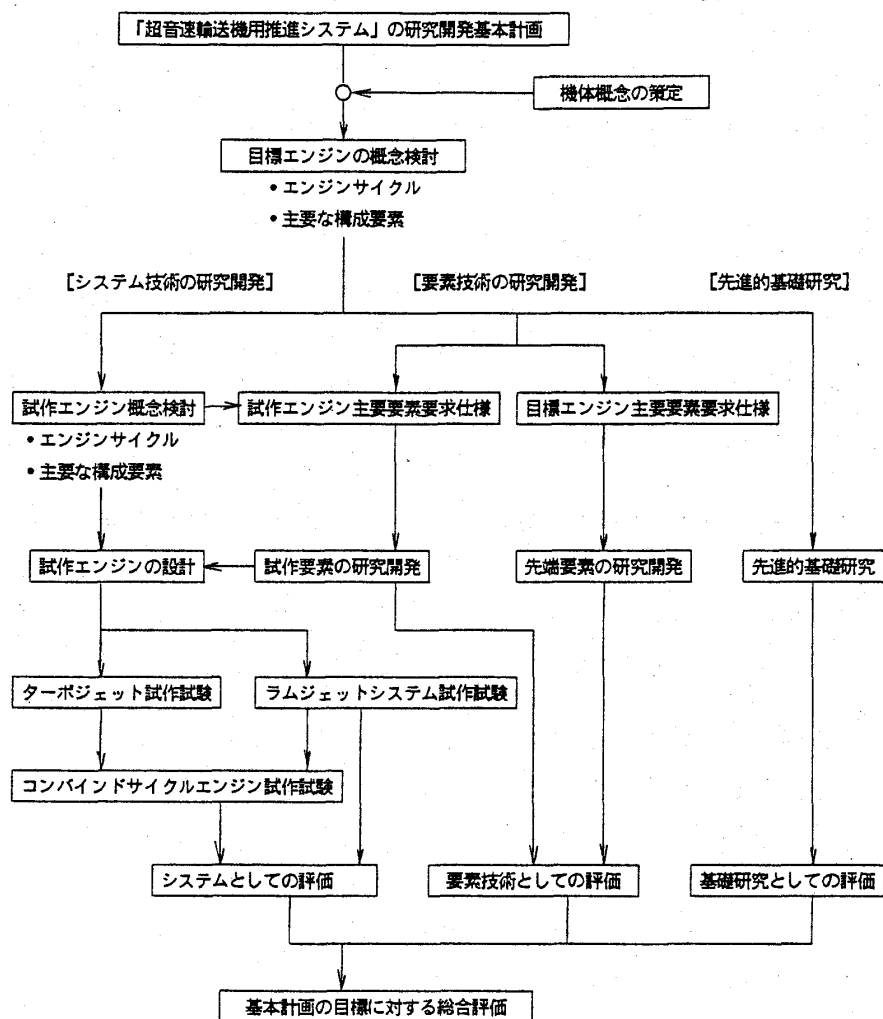 「超音速輸送機用推進システム」の研究開発基本計画
機体概念の策定
目標エンジンの概念検討
• エンジンサイクル
• 主要な構成要素
[システム技術の研究開発]
[要素技術の研究開発]
[先進的基礎研究]
試作エンジン概念検討
試作エンジン主要要素要求仕様
目標エンジン主要要素要求仕様
• エンジンサイクル
• 主要な構成要素
試作エンジンの設計
試作要素の研究開発
先端要素の研究開発
先進的基礎研究
ターボジェット試作試験
ラムジェットシステム試作試験
コンバインドサイクルエンジン試作試験
システムとしての評価
要素技術としての評価
基礎研究としての評価
基本計画の目標に対する総合評価